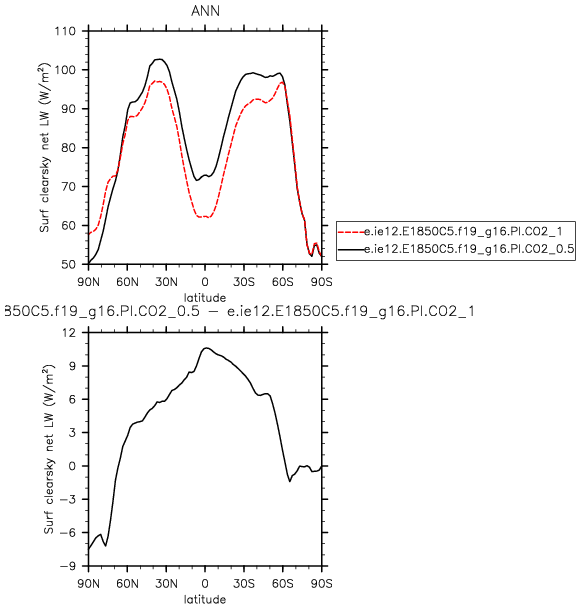 ANN
110
100
90
80
70
60
50
Surf clearsky net LW (W/m²)
90N 60N 30N 0 30S 60S 90S
latitude
e.ie12.E1850C5.f19_g16.PI.CO2_1
e.ie12.E1850C5.f19_g16.PI.CO2_0.5
850C5.f19_g16.PI.CO2_0.5 − e.ie12.E1850C5.f19_g16.PI.CO2_1
12
9
6
3
0
−3
−6
−9
Surf clearsky net LW (W/m²)
90N 60N 30N 0 30S 60S 90S
latitude